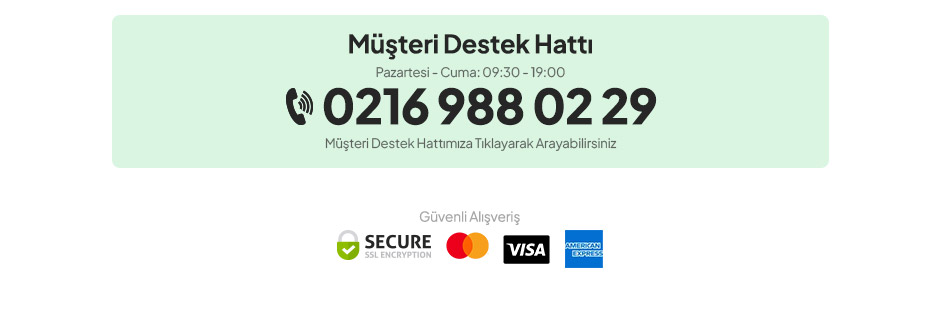 Müşteri Destek Hattı
Pazartesi - Cuma: 09:30 - 19:00
0216 988 02 29
Müşteri Destek Hattımıza Tıklayarak Arayabilirsiniz
Güvenli Alışveriş
SECURE
SSL ENCRYPTION
VISA
AMERICAN
EXPRESS